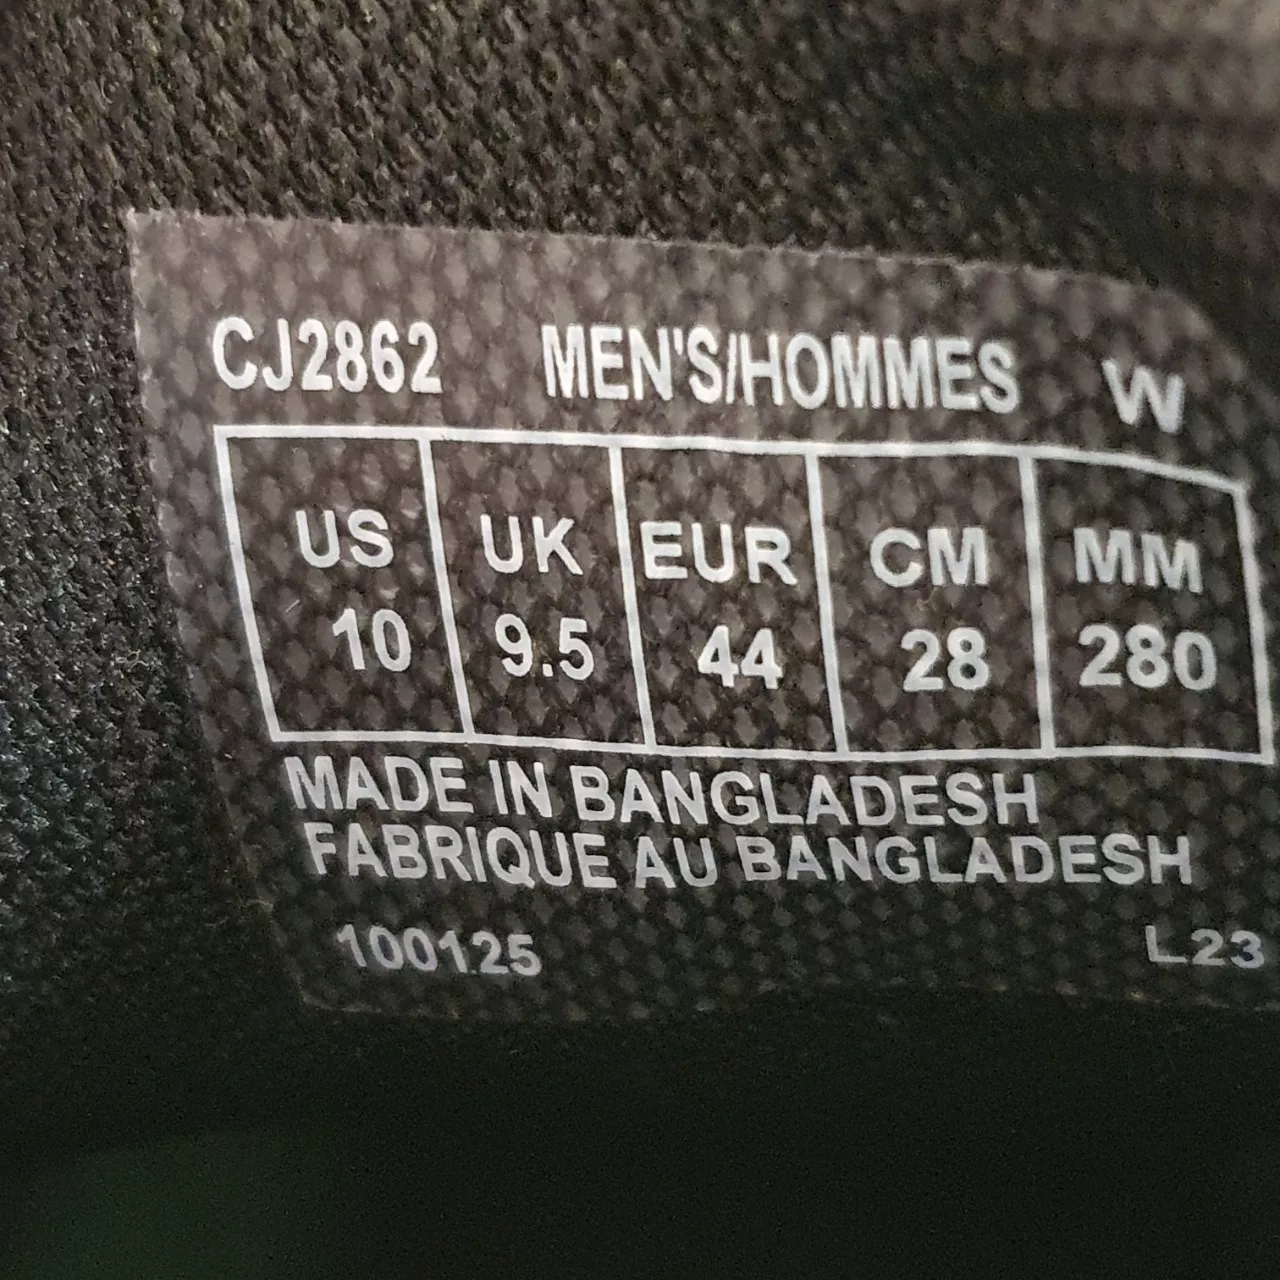 CJ2862 MEN'S/HOMMES W
US UK EUR CM MM
10 9.5 44 28 280
MADE IN BANGLADESH
FABRIQUE AU BANGLADESH
100125 L23